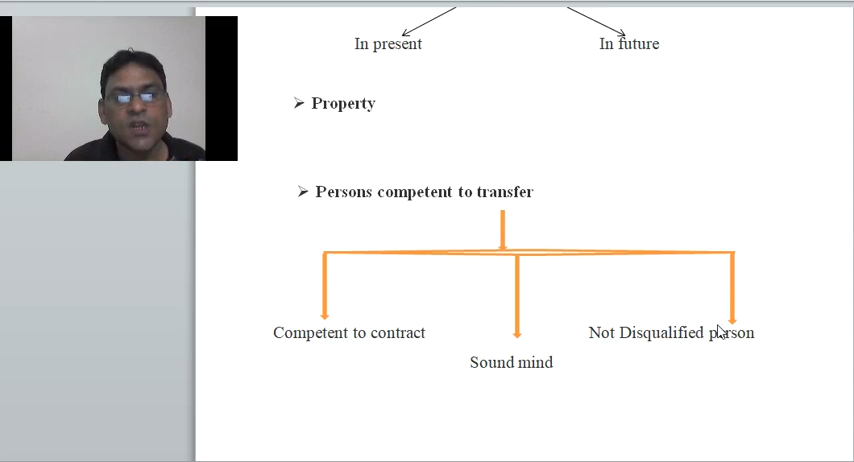 In present In future
Property
Persons competent to transfer
Competent to contract Not Disqualified person
Sound mind